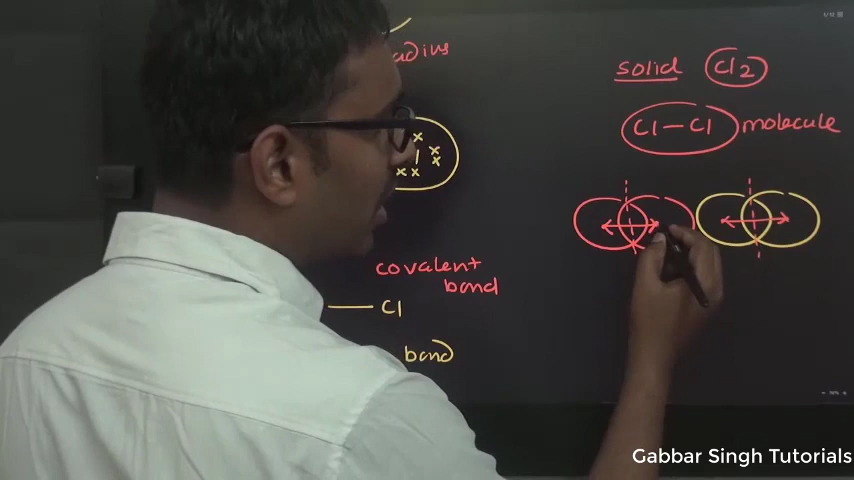 adius
solid Cl2
Cl—Cl molecule
covalent
bond
— Cl
bond
Gabbar Singh Tutorials